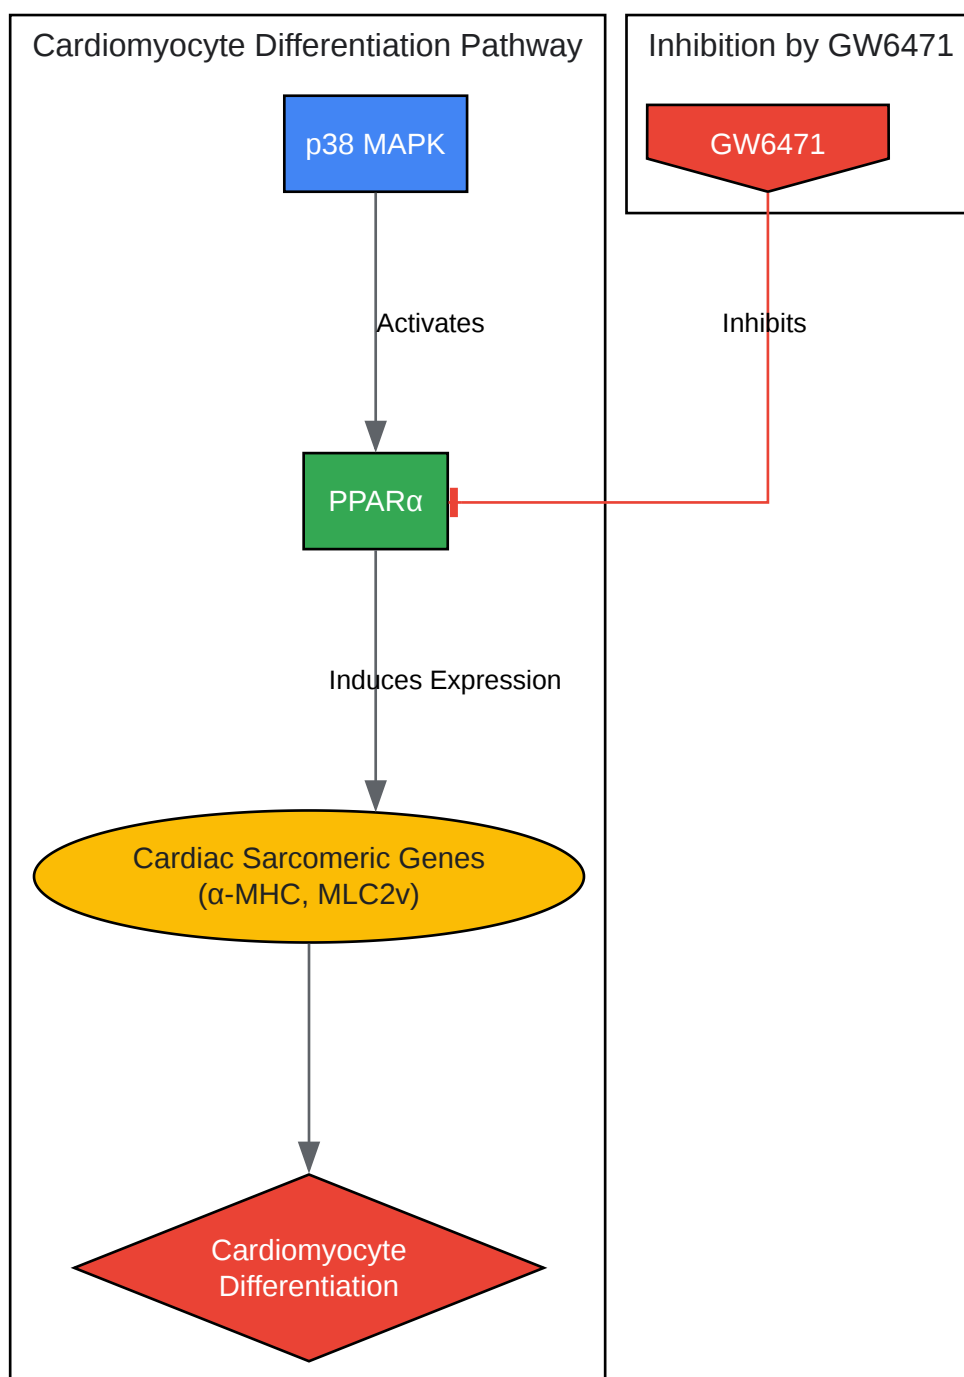 Cardiomyocyte Differentiation Pathway
Inhibition by GW6471
p38 MAPK
GW6471
Activates
Inhibits
PPARα
Induces Expression
Cardiac Sarcomeric Genes
(α-MHC, MLC2v)
Cardiomyocyte
Differentiation